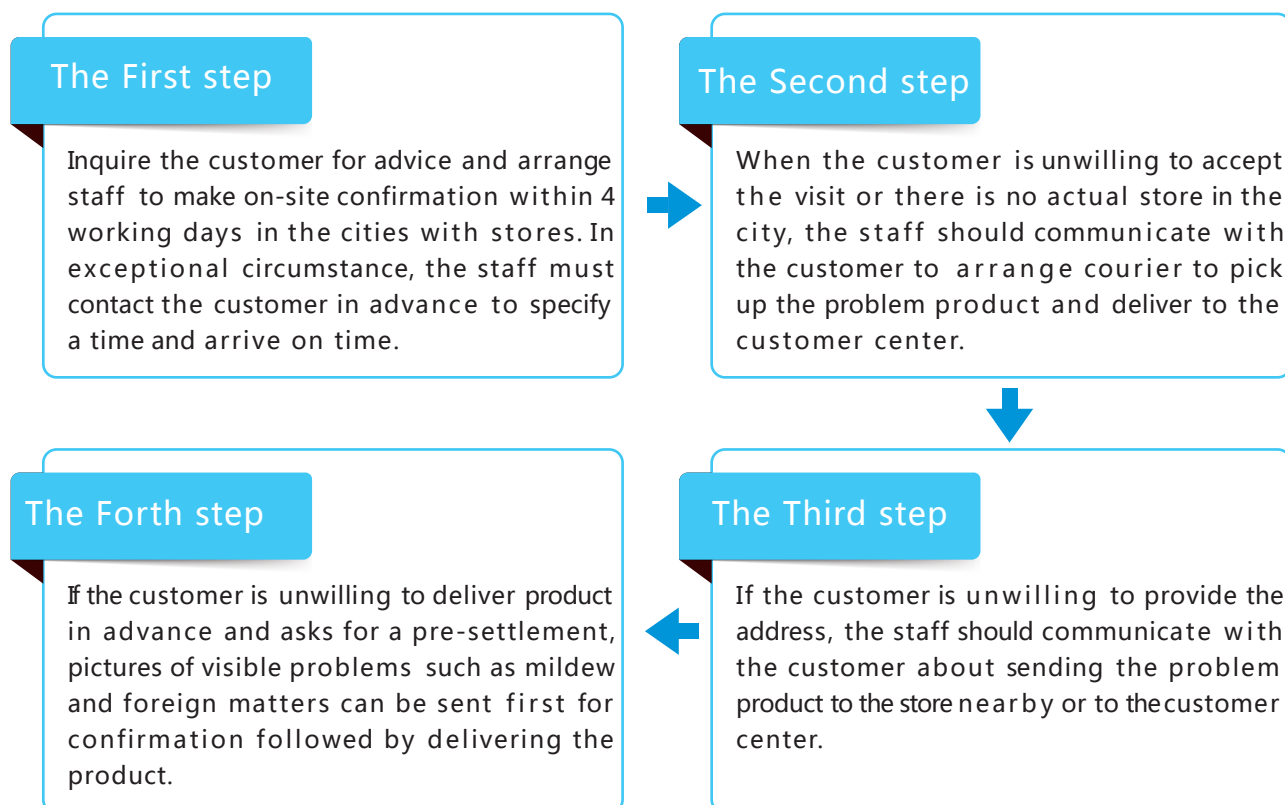 The First step
Inquire the customer for advice and arrange
staff to make on-site confirmation within 4
working days in the cities with stores. In
exceptional circumstance, the staff must
contact the customer in advance to specify
a time and arrive on time.
The Second step
When the customer is unwilling to accept
the visit or there is no actual store in the
city, the staff should communicate with
the customer to arrange courier to pick
up the problem product and deliver to the
customer center.
The Third step
If the customer is unwilling to provide the
address, the staff should communicate with
the customer about sending the problem
product to the store nearby or to thecustomer
center.
The Forth step
If the customer is unwilling to deliver product
in advance and asks for a pre-settlement,
pictures of visible problems such as mildew
and foreign matters can be sent first for
confirmation followed by delivering the
product.